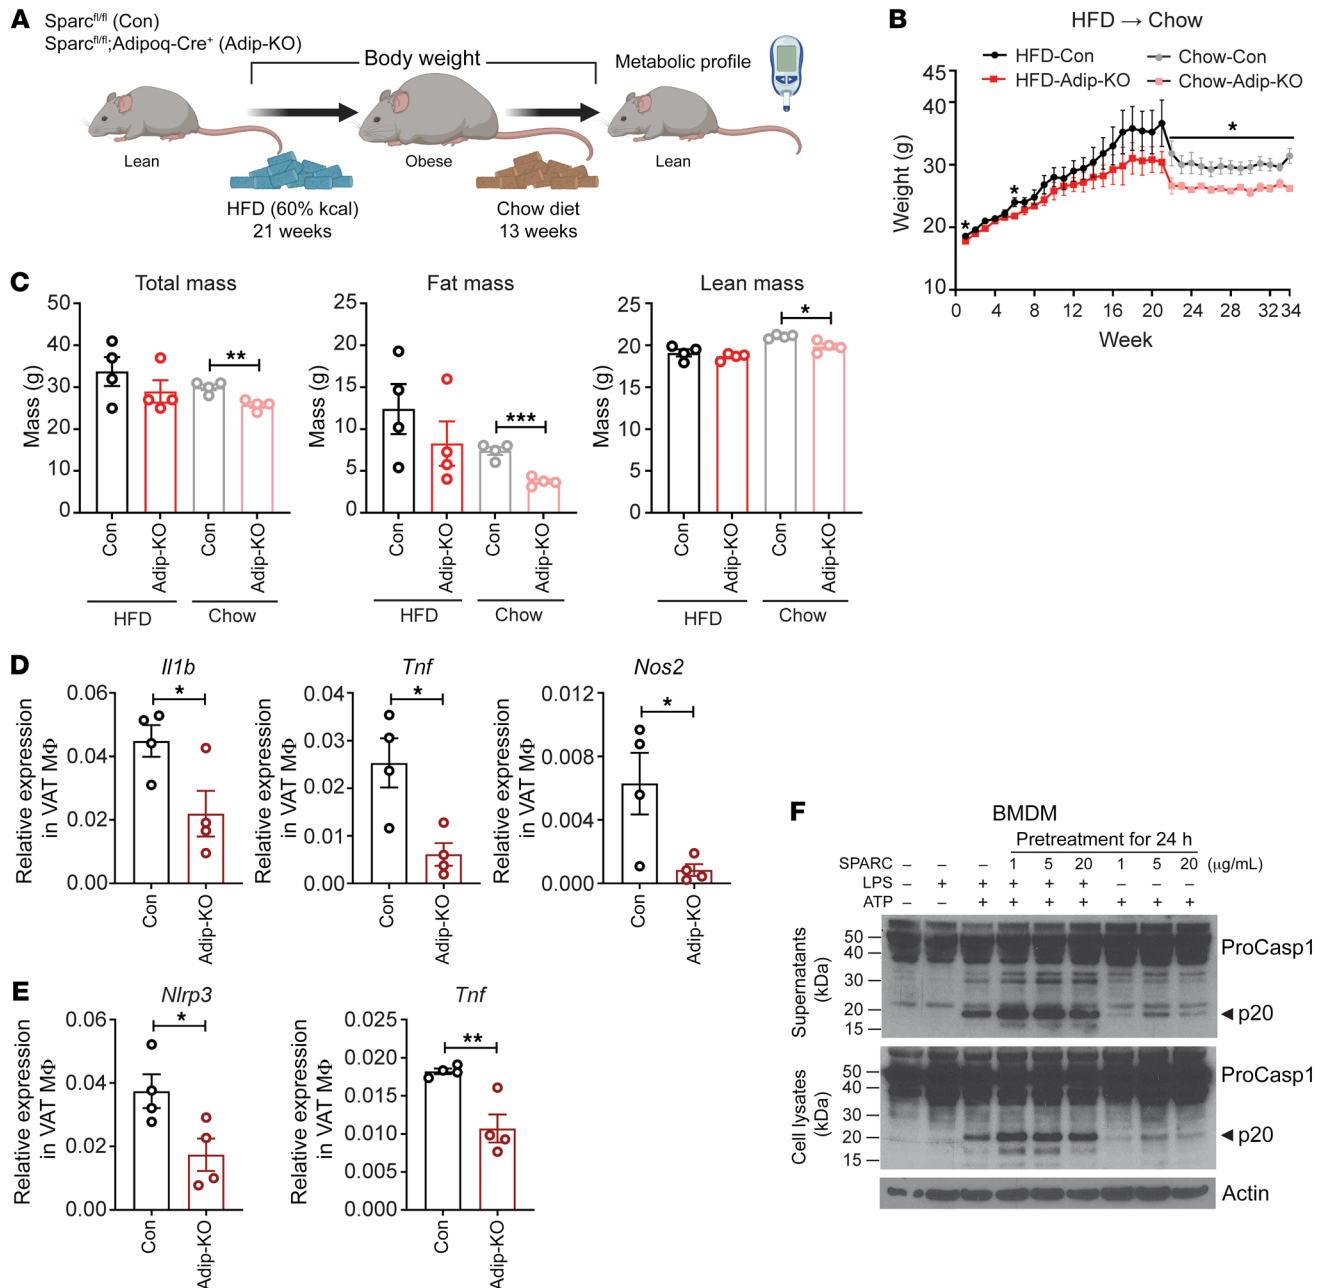 A
Sparc^fl/fl (Con)
Sparc^fl/fl;Adipoq-Cre^+ (Adip-KO)
Body weight
Metabolic profile
Lean
Obese
Lean
HFD (60% kcal)
21 weeks
Chow diet
13 weeks
B
HFD → Chow
HFD-Con
HFD-Adip-KO
Chow-Con
Chow-Adip-KO
Weight (g)
45
40
30
20
10
*
*
*
0 4 8 12 16 20 24 28 32 34
Week
C
Total mass
Mass (g)
50
40
30
20
10
0
**
Con
Adip-KO
Con
Adip-KO
HFD
Chow
Fat mass
Mass (g)
25
20
15
10
5
0
***
Con
Adip-KO
Con
Adip-KO
HFD
Chow
Lean mass
Mass (g)
25
20
15
10
5
0
*
Con
Adip-KO
Con
Adip-KO
HFD
Chow
D
Il1b
Relative expression
in VAT MΦ
0.06
0.04
0.02
0.00
*
Con
Adip-KO
Tnf
Relative expression
in VAT MΦ
0.04
0.03
0.02
0.01
0.00
*
Con
Adip-KO
Nos2
Relative expression
in VAT MΦ
0.012
0.008
0.004
0.000
*
Con
Adip-KO
E
Nlrp3
Relative expression
in VAT MΦ
0.06
0.04
0.02
0.00
*
Con
Adip-KO
Tnf
Relative expression
in VAT MΦ
0.025
0.020
0.015
0.010
0.005
0.000
**
Con
Adip-KO
F
BMDM
Pretreatment for 24 h
SPARC – – – 1 5 20 1 5 20 (μg/mL)
LPS – + + + + + – – –
ATP – – + + + + + + +
Supernatants
(kDa)
50
40
30
20
15
ProCasp1
◄p20
Cell lysates
(kDa)
50
40
30
20
15
ProCasp1
◄p20
Actin